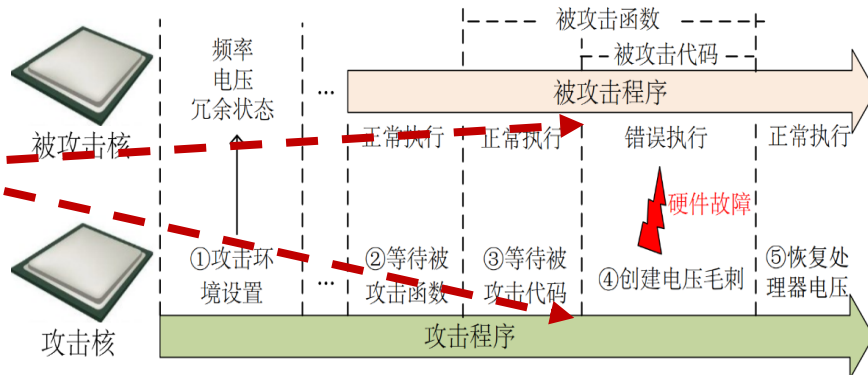 被攻击函数
频率
电压
冗余状态
被攻击代码
...
被攻击程序
被攻击核
正常执行
正常执行
错误执行
正常执行
硬件故障
①攻击环
境设置
...
②等待被
攻击函数
③等待被
攻击代码
④创建电压毛刺
⑤恢复处
理器电压
攻击核
攻击程序